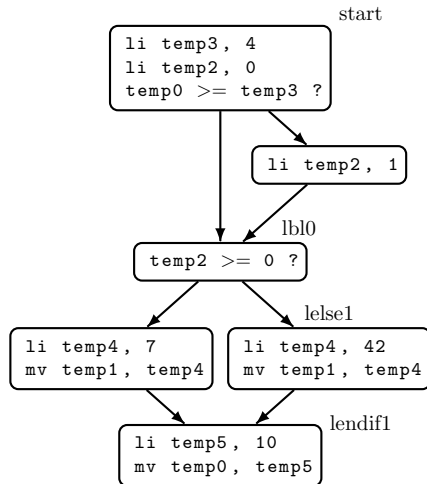 start
li temp3, 4
li temp2, 0
temp0 >= temp3 ?
li temp2, 1
lbl0
temp2 >= 0 ?
lelse1
li temp4, 7
mv temp1, temp4
li temp4, 42
mv temp1, temp4
lendif1
li temp5, 10
mv temp0, temp5